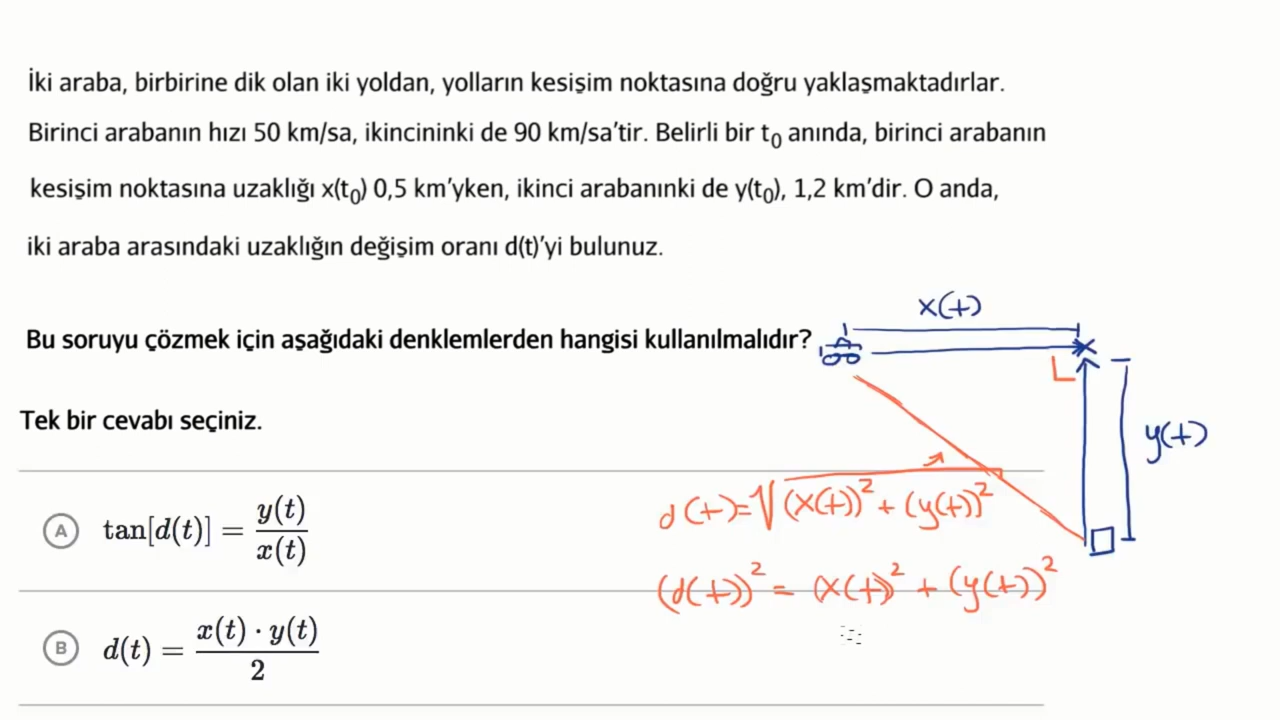 İki araba, birbirine dik olan iki yoldan, yolların kesişim noktasına doğru yaklaşmaktadırlar.
Birinci arabanın hızı 50 km/sa, ikincininki de 90 km/sa'tir. Belirli bir t₀ anında, birinci arabanın
kesişim noktasına uzaklığı x(t₀) 0,5 km'yken, ikinci arabanınki de y(t₀), 1,2 km'dir. O anda,
iki araba arasındaki uzaklığın değişim oranı d(t)'yi bulunuz.
x(t)
Bu soruyu çözmek için aşağıdaki denklemlerden hangisi kullanılmalıdır?
Tek bir cevabı seçiniz.
y(t)
d(t)=√(x(t))²+(y(t))²
A tan[d(t)] = y(t)/x(t)
(d(t))² = (x(t))² + (y(t))²
B d(t) = x(t) · y(t)/2